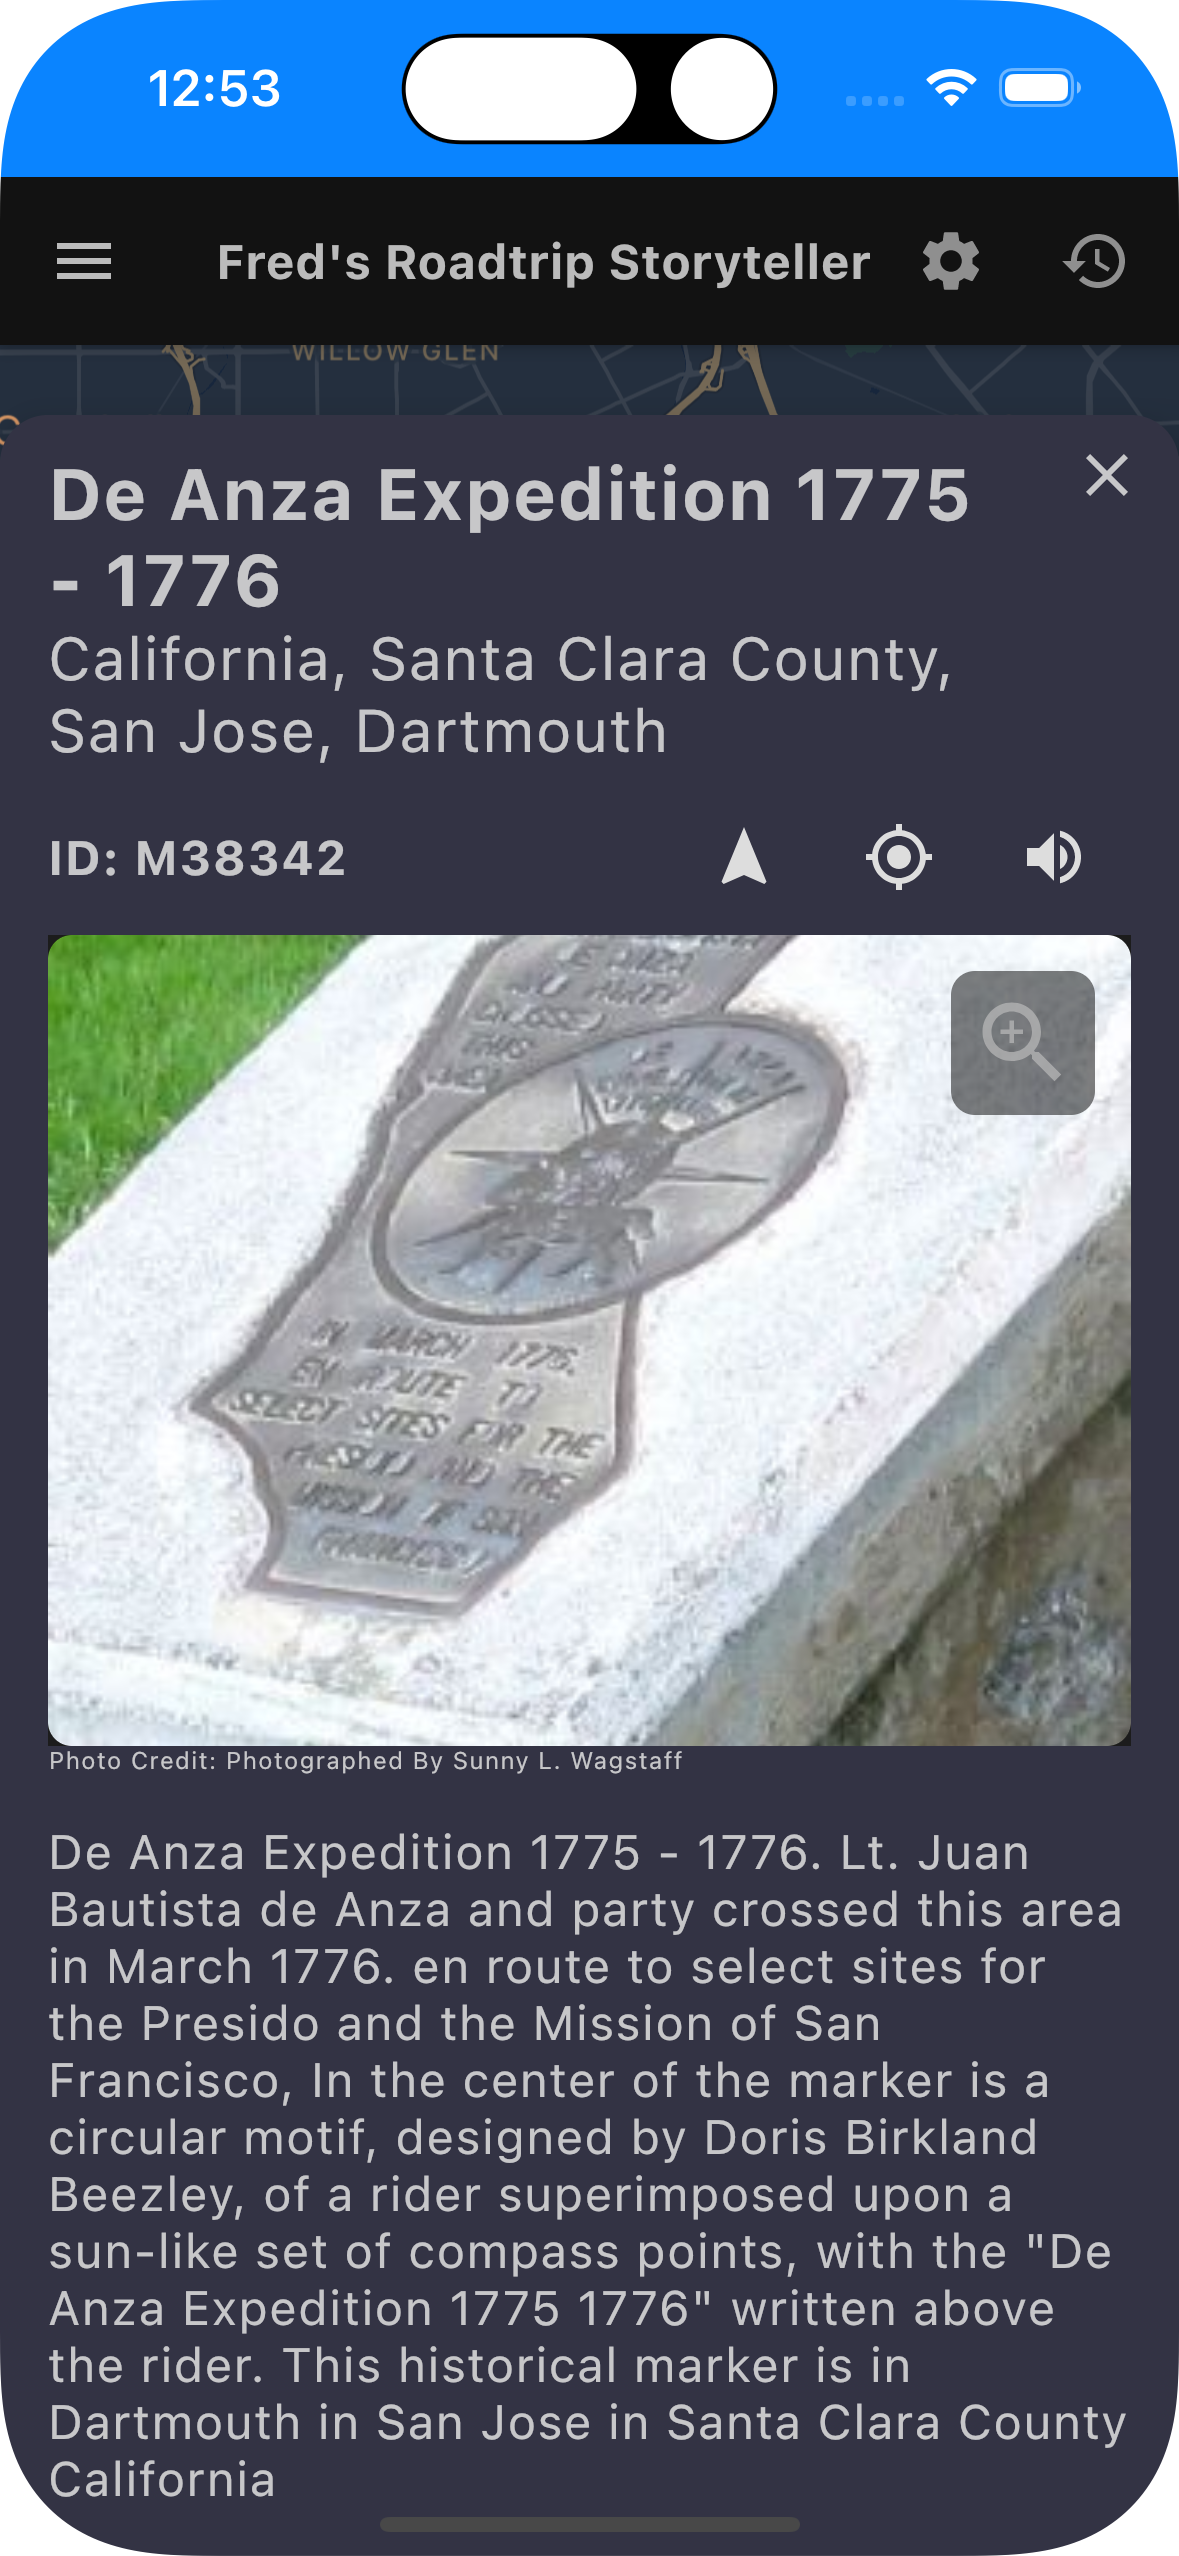 12:53
Fred's Roadtrip Storyteller
WILLOW GLEN
De Anza Expedition 1775
- 1776
California, Santa Clara County,
San Jose, Dartmouth
ID: M38342
DE ANZA
PARTY
CROSSED
THIS
IN MARCH 1776.
EN ROUTE TO
SELECT SITES FOR THE
PRESIDIO AND THE
MISSION OF SAN
FRANCISCO
Photo Credit: Photographed By Sunny L. Wagstaff
De Anza Expedition 1775 - 1776. Lt. Juan
Bautista de Anza and party crossed this area
in March 1776. en route to select sites for
the Presido and the Mission of San
Francisco, In the center of the marker is a
circular motif, designed by Doris Birkland
Beezley, of a rider superimposed upon a
sun-like set of compass points, with the "De
Anza Expedition 1775 1776" written above
the rider. This historical marker is in
Dartmouth in San Jose in Santa Clara County
California